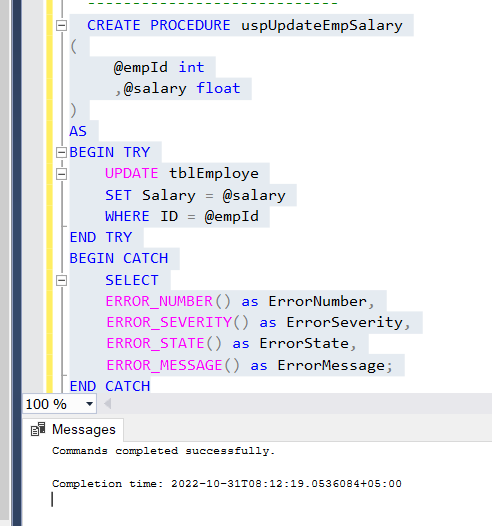 -----------------------------
CREATE PROCEDURE uspUpdateEmpSalary
(
@empId int
,@salary float
)
AS
BEGIN TRY
UPDATE tblEmploye
SET Salary = @salary
WHERE ID = @empId
END TRY
BEGIN CATCH
SELECT
ERROR_NUMBER() as ErrorNumber,
ERROR_SEVERITY() as ErrorSeverity,
ERROR_STATE() as ErrorState,
ERROR_MESSAGE() as ErrorMessage;
END CATCH
100 %
Messages
Commands completed successfully.
Completion time: 2022-10-31T08:12:19.0536084+05:00